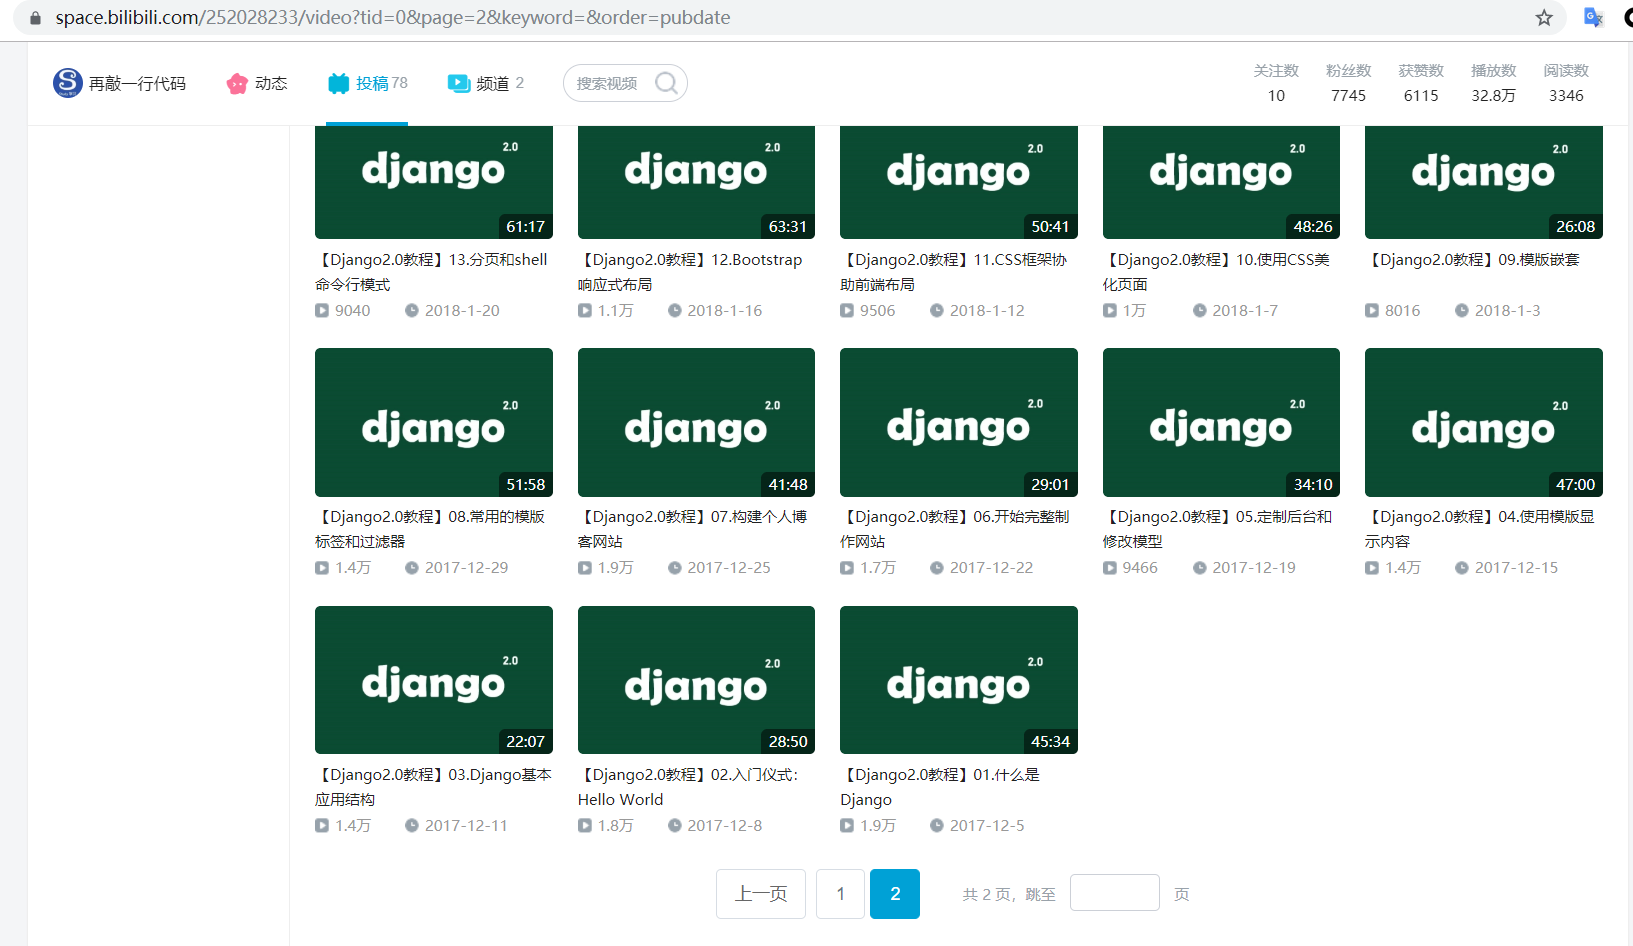 space.bilibili.com/252028233/video?tid=0&page=2&keyword=&order=pubdate
再敲一行代码 动态 投稿 78 频道 2 搜索视频 关注数 粉丝数 获赞数 播放数 阅读数
10 7745 6115 32.8万 3346
django 2.0 django 2.0 django 2.0 django 2.0 django 2.0
61:17 63:31 50:41 48:26 26:08
【Django2.0教程】13.分页和shell 【Django2.0教程】12.Bootstrap 【Django2.0教程】11.CSS框架协 【Django2.0教程】10.使用CSS美 【Django2.0教程】09.模版嵌套
命令行模式 响应式布局 助前端布局 化页面
9040 2018-1-20 1.1万 2018-1-16 9506 2018-1-12 1万 2018-1-7 8016 2018-1-3
django 2.0 django 2.0 django 2.0 django 2.0 django 2.0
51:58 41:48 29:01 34:10 47:00
【Django2.0教程】08.常用的模版 【Django2.0教程】07.构建个人博 【Django2.0教程】06.开始完整制 【Django2.0教程】05.定制后台和 【Django2.0教程】04.使用模版显
标签和过滤器 客网站 作网站 修改模型 示内容
1.4万 2017-12-29 1.9万 2017-12-25 1.7万 2017-12-22 9466 2017-12-19 1.4万 2017-12-15
django 2.0 django 2.0 django 2.0
22:07 28:50 45:34
【Django2.0教程】03.Django基本 【Django2.0教程】02.入门仪式： 【Django2.0教程】01.什么是
应用结构 Hello World Django
1.4万 2017-12-11 1.8万 2017-12-8 1.9万 2017-12-5
上一页 1 2 共 2 页，跳至 页